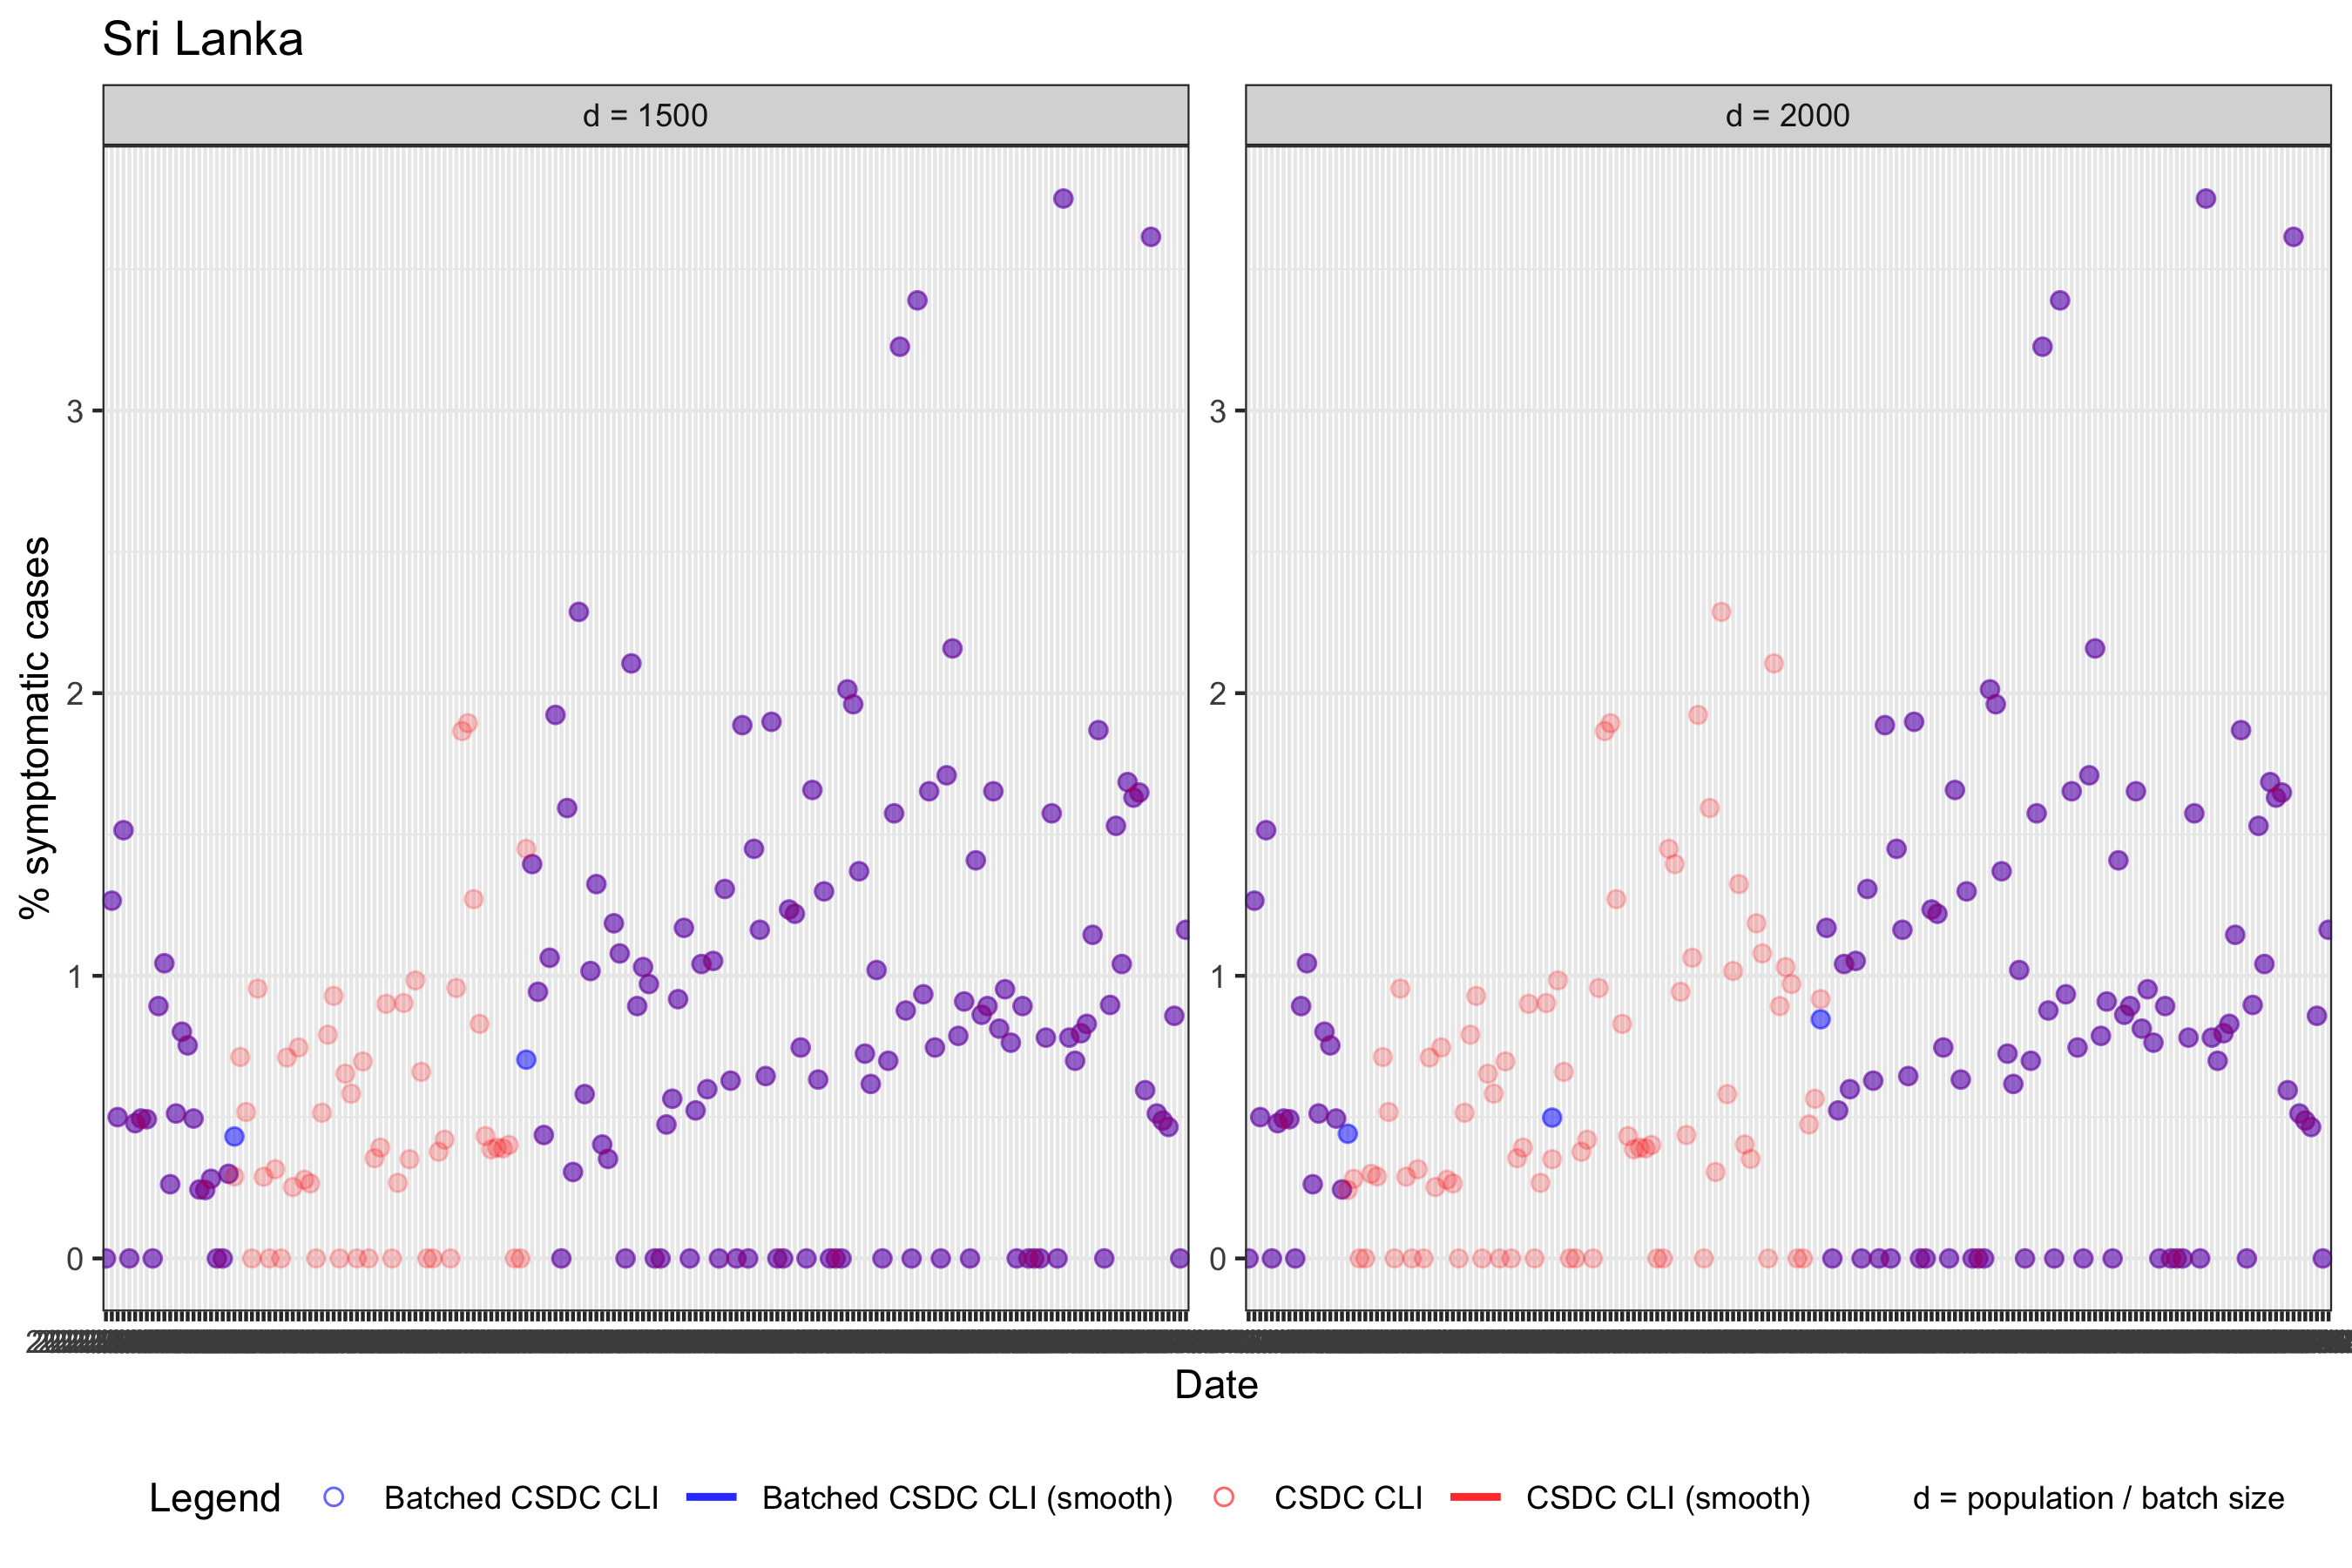 Sri Lanka
d = 1500
d = 2000
% symptomatic cases
3
2
1
0
3
2
1
0
Date
Legend
Batched CSDC CLI
Batched CSDC CLI (smooth)
CSDC CLI
CSDC CLI (smooth)
d = population / batch size